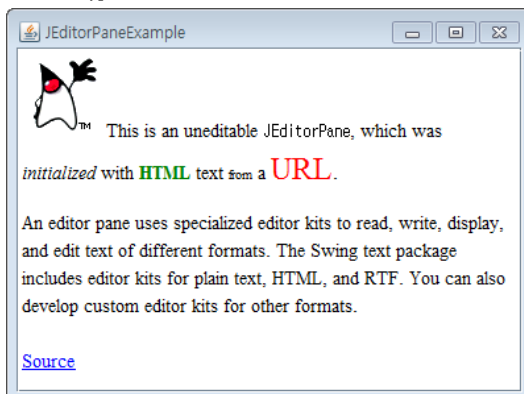 JEditorPaneExample
TM This is an uneditable JEditorPane, which was
initialized with HTML text from a URL.
An editor pane uses specialized editor kits to read, write, display,
and edit text of different formats. The Swing text package
includes editor kits for plain text, HTML, and RTF. You can also
develop custom editor kits for other formats.
Source